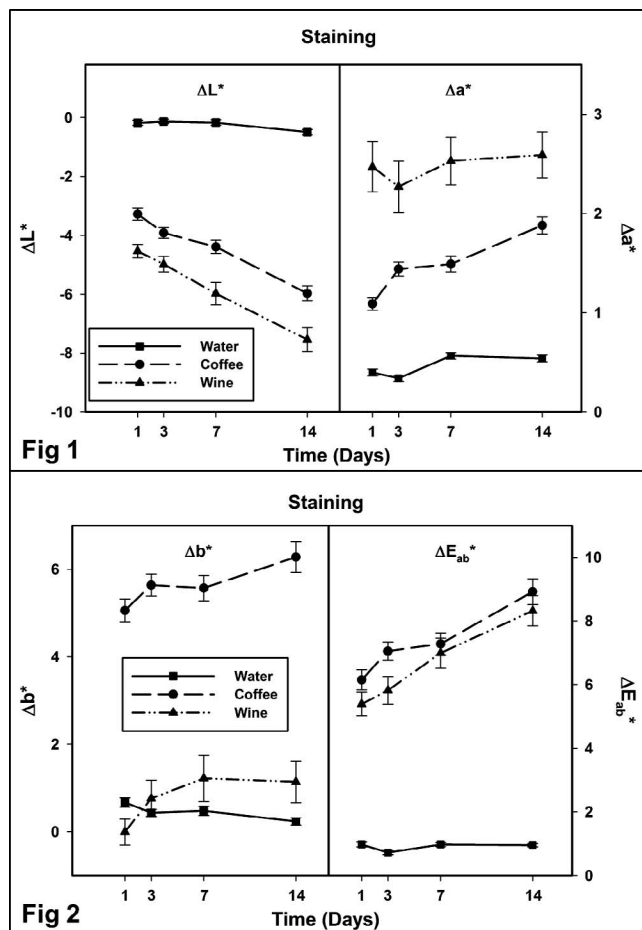 Staining
ΔL*
Δa*
0
-2
-4
-6
-8
-10
ΔL*
3
2
1
0
Δa*
Water
Coffee
Wine
1 3 7 14 1 3 7 14
Time (Days)
Fig 1
Staining
Δb*
ΔE_ab*
6
4
2
0
Δb*
10
8
6
4
2
0
ΔE_ab*
Water
Coffee
Wine
1 3 7 14 1 3 7 14
Time (Days)
Fig 2